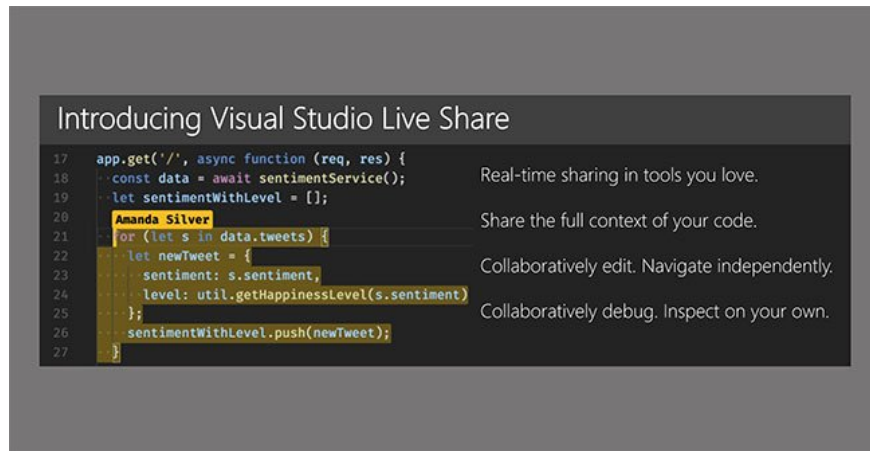 Introducing Visual Studio Live Share
17 app.get('/', async function (req, res) {
18 const data = await sentimentService();
19 let sentimentWithLevel = [];
20 Amanda Silver
21 for (let s in data.tweets) {
22 let newTweet = {
23 sentiment: s.sentiment,
24 level: util.getHappinessLevel(s.sentiment)
25 };
26 sentimentWithLevel.push(newTweet);
27 }
Real-time sharing in tools you love.
Share the full context of your code.
Collaboratively edit. Navigate independently.
Collaboratively debug. Inspect on your own.